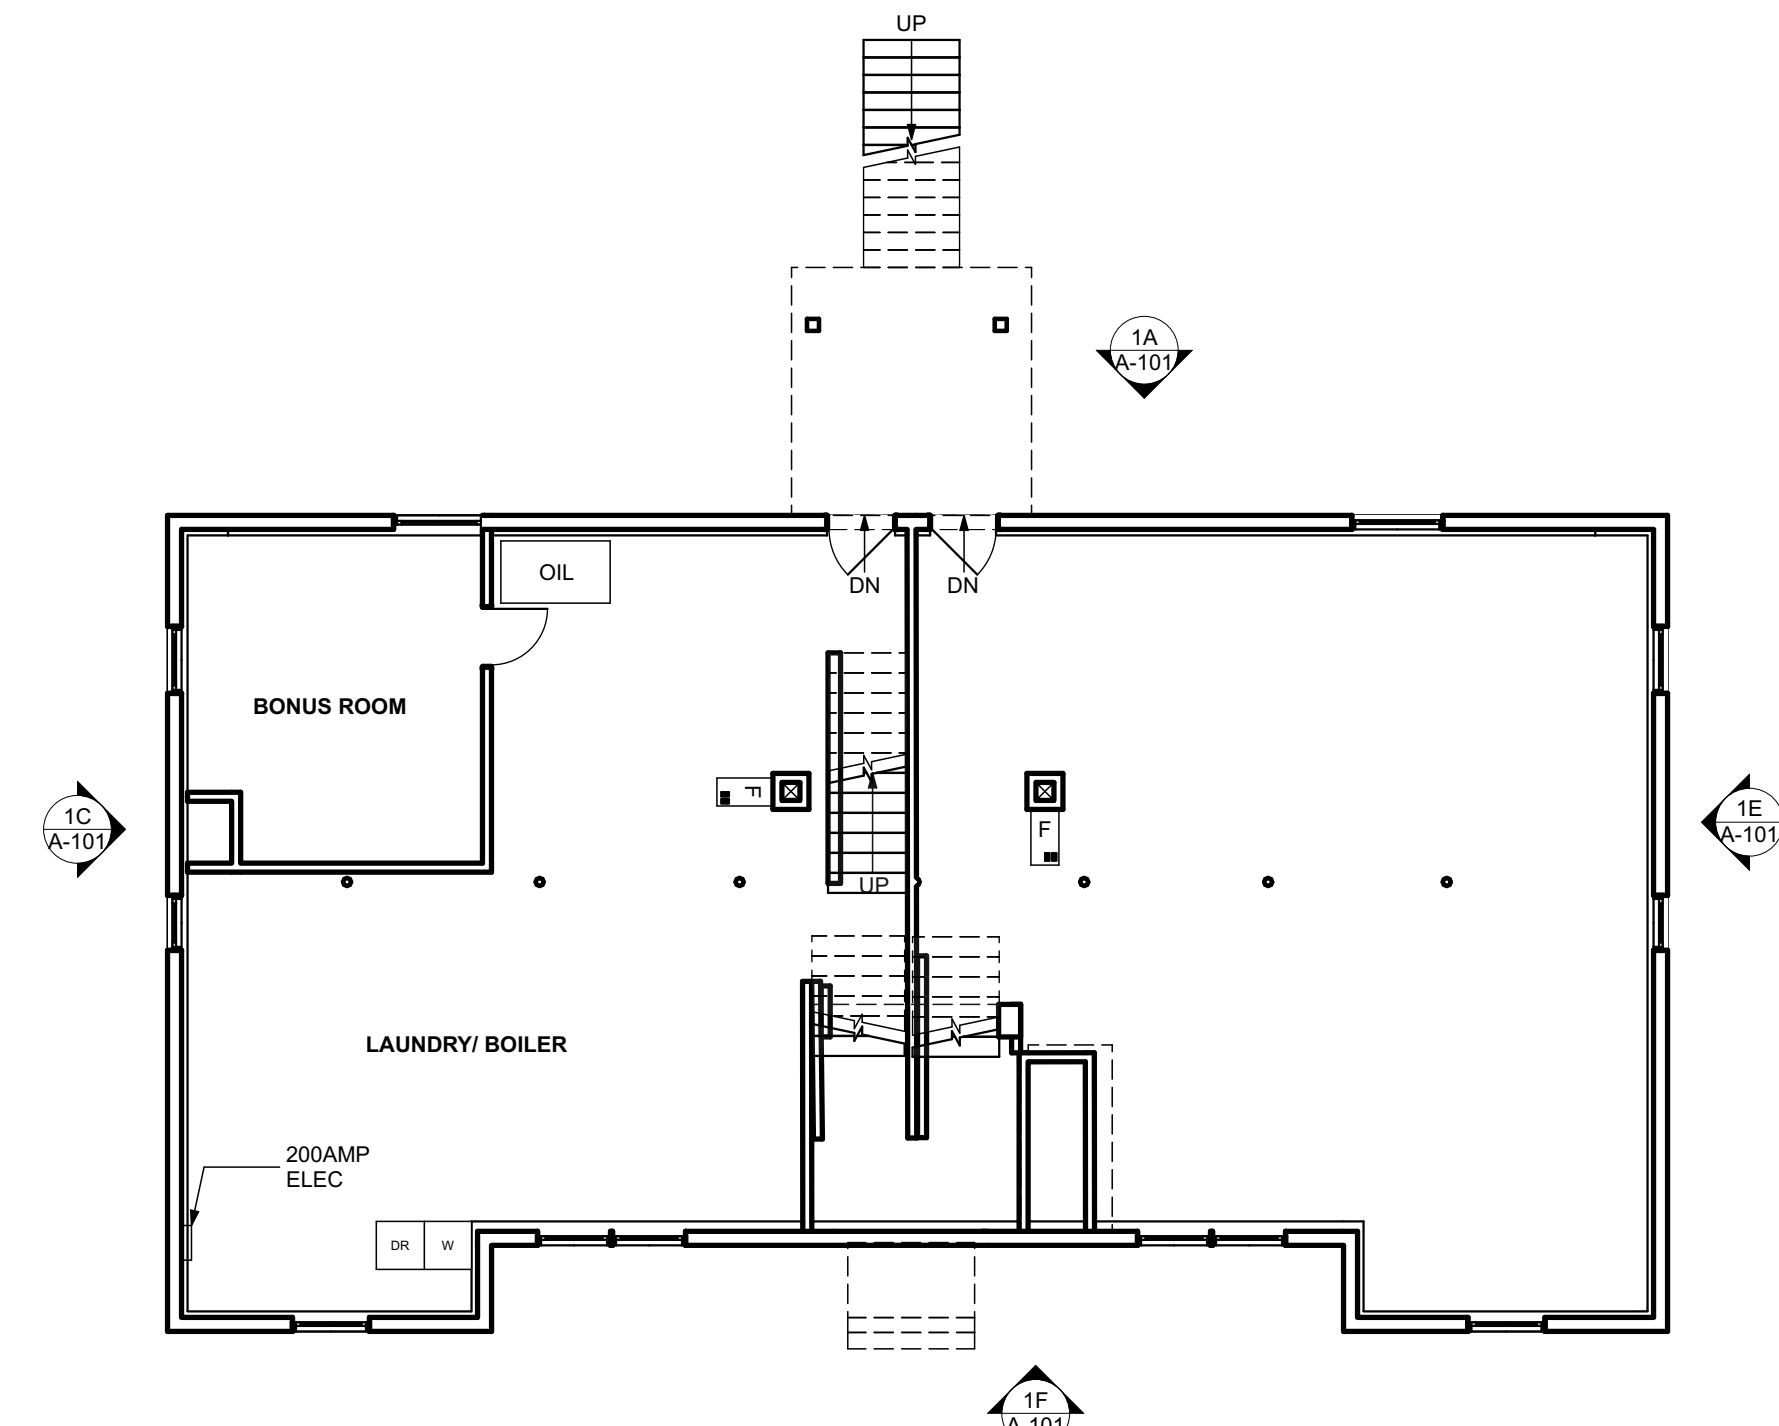 UP
1A
A-101
DN
DN
OIL
BONUS ROOM
F
F
1C
A-101
1E
A-101
UP
LAUNDRY/ BOILER
200AMP
ELEC
DR
W
1F
A-101